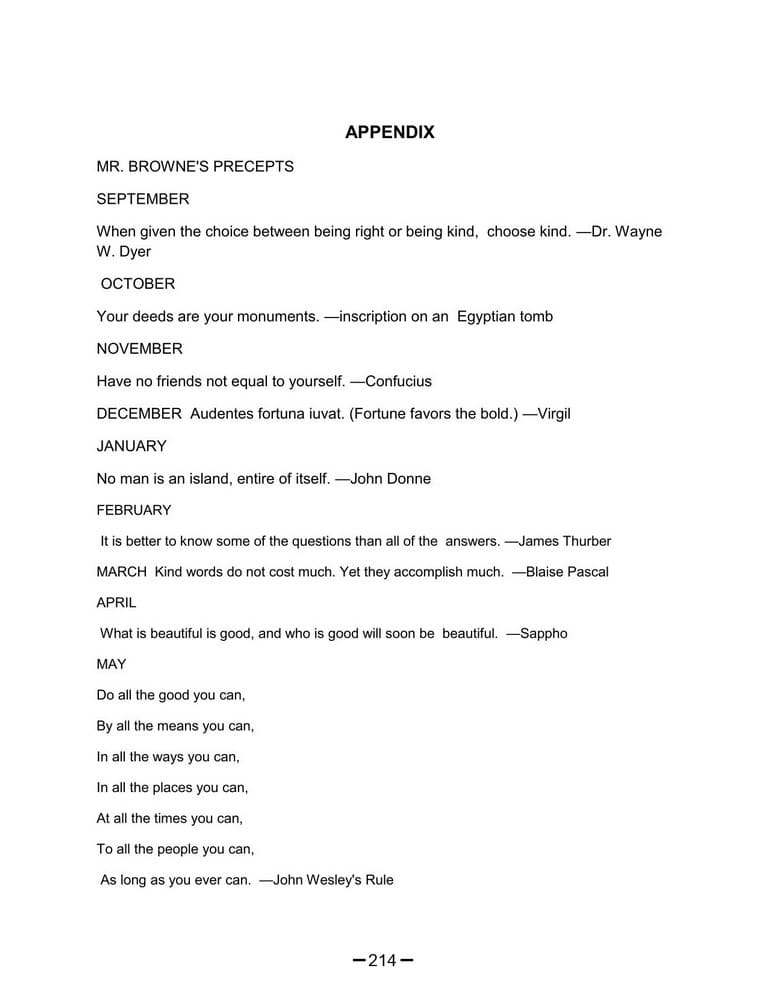 APPENDIX
MR. BROWNE'S PRECEPTS
SEPTEMBER
When given the choice between being right or being kind,  choose kind. —Dr. Wayne
W. Dyer
OCTOBER
Your deeds are your monuments. —inscription on an  Egyptian tomb
NOVEMBER
Have no friends not equal to yourself. —Confucius
DECEMBER  Audentes fortuna iuvat. (Fortune favors the bold.) —Virgil
JANUARY
No man is an island, entire of itself. —John Donne
FEBRUARY
It is better to know some of the questions than all of the  answers. —James Thurber
MARCH  Kind words do not cost much. Yet they accomplish much.  —Blaise Pascal
APRIL
What is beautiful is good, and who is good will soon be  beautiful.  —Sappho
MAY
Do all the good you can,
By all the means you can,
In all the ways you can,
In all the places you can,
At all the times you can,
To all the people you can,
As long as you ever can.  —John Wesley's Rule
—214—